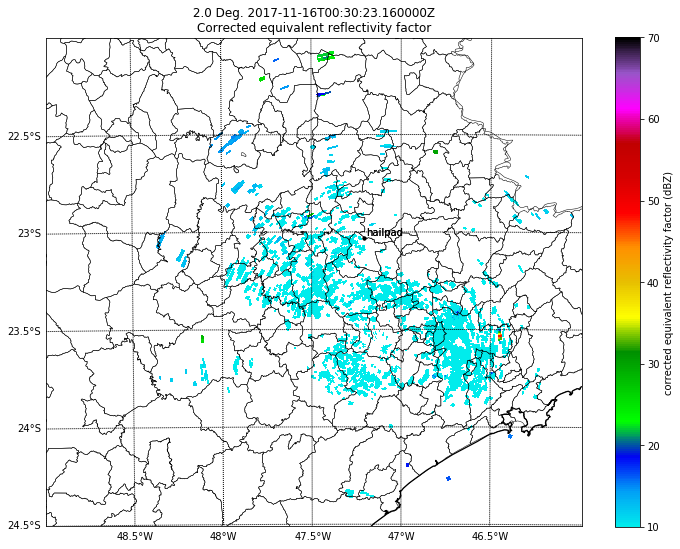 2.0 Deg. 2017-11-16T00:30:23.160000Z
Corrected equivalent reflectivity factor
22.5°S
23°S
23.5°S
24°S
24.5°S
hailpad
48.5°W
48°W
47.5°W
47°W
46.5°W
70
60
50
40
30
20
10
corrected equivalent reflectivity factor (dBZ)